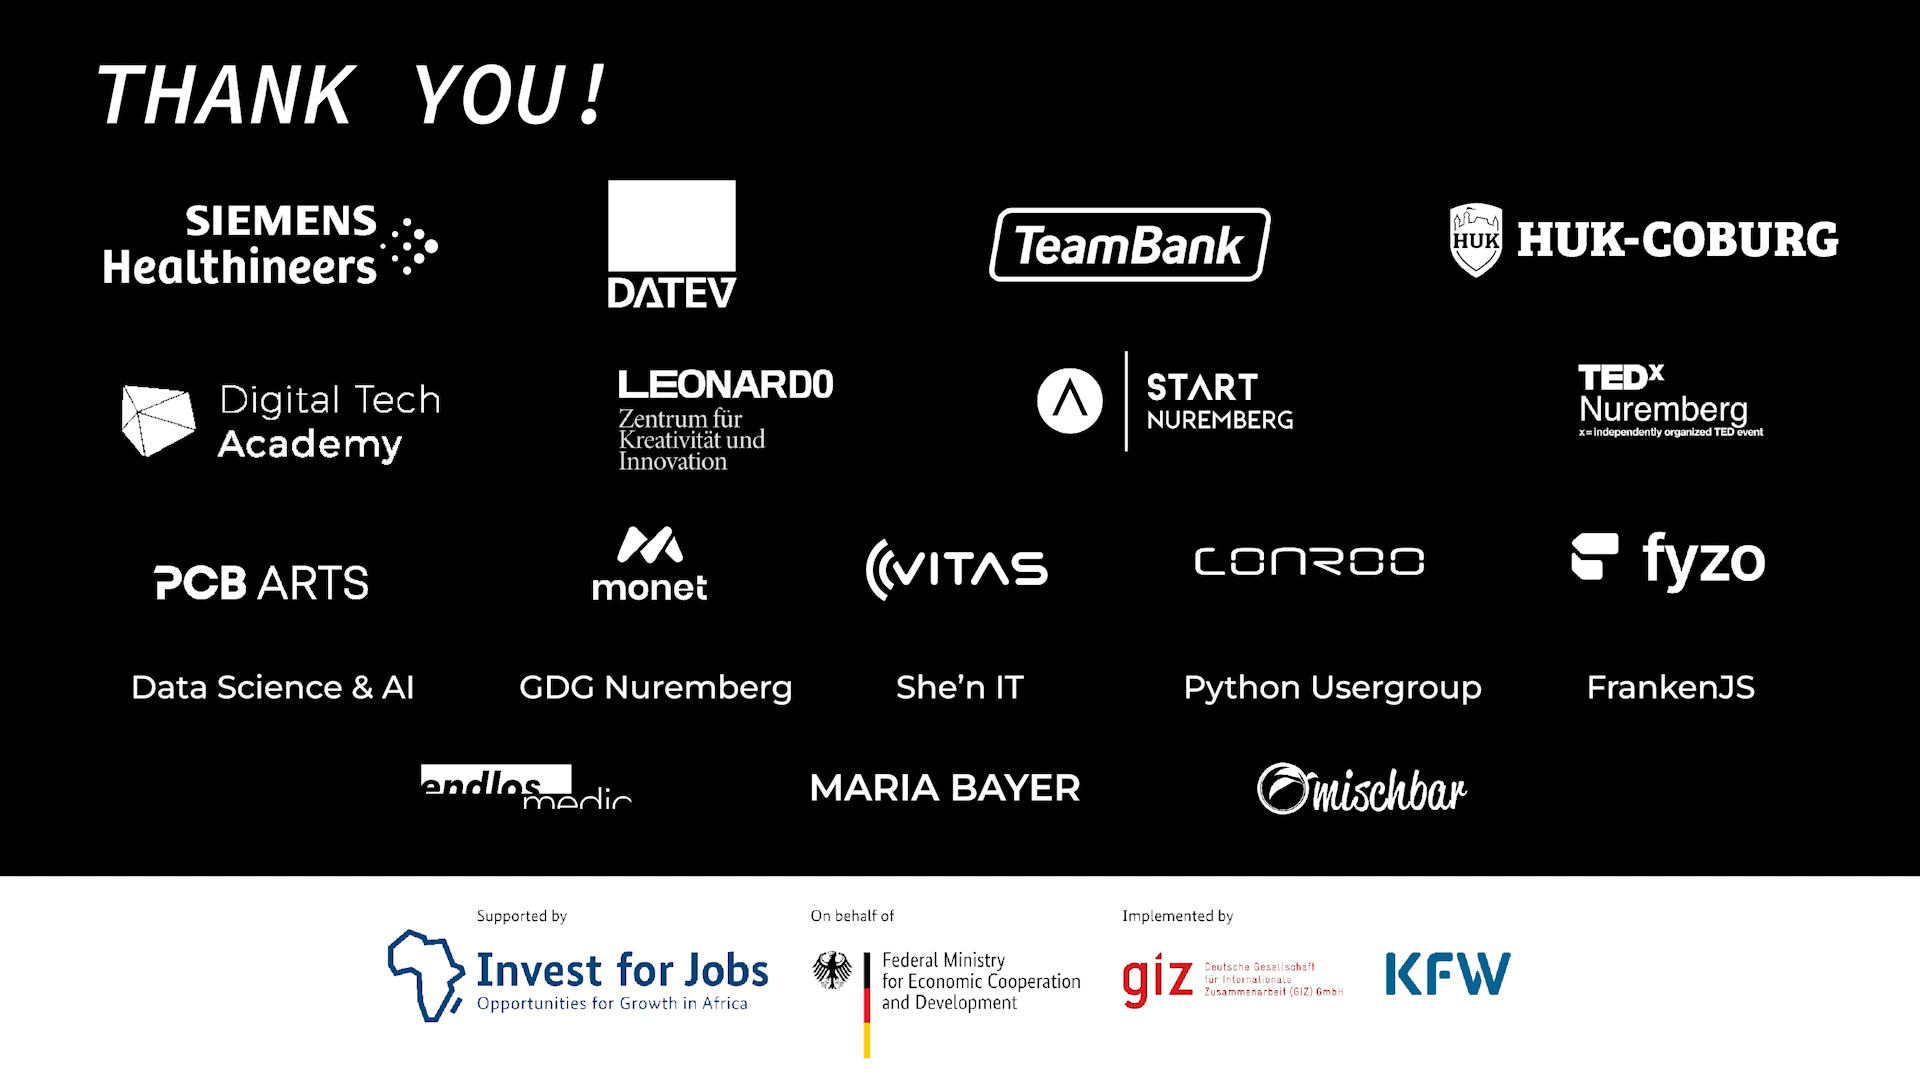 THANK YOU!
SIEMENS
Healthineers
DATEV
TeamBank
HUK
HUK-COBURG
Digital Tech
Academy
LEONARDO
Zentrum für
Kreativität und
Innovation
START
NUREMBERG
TEDx
Nuremberg
x = independently organized TED event
PCB ARTS
monet
VITAS
CONROO
fyzo
Data Science & AI
GDG Nuremberg
She’n IT
Python Usergroup
FrankenJS
endlos
medic
MARIA BAYER
mischbar
Supported by
Invest for Jobs
Opportunities for Growth in Africa
On behalf of
Federal Ministry
for Economic Cooperation
and Development
Implemented by
giz
Deutsche Gesellschaft
für Internationale
Zusammenarbeit (GIZ) GmbH
KFW